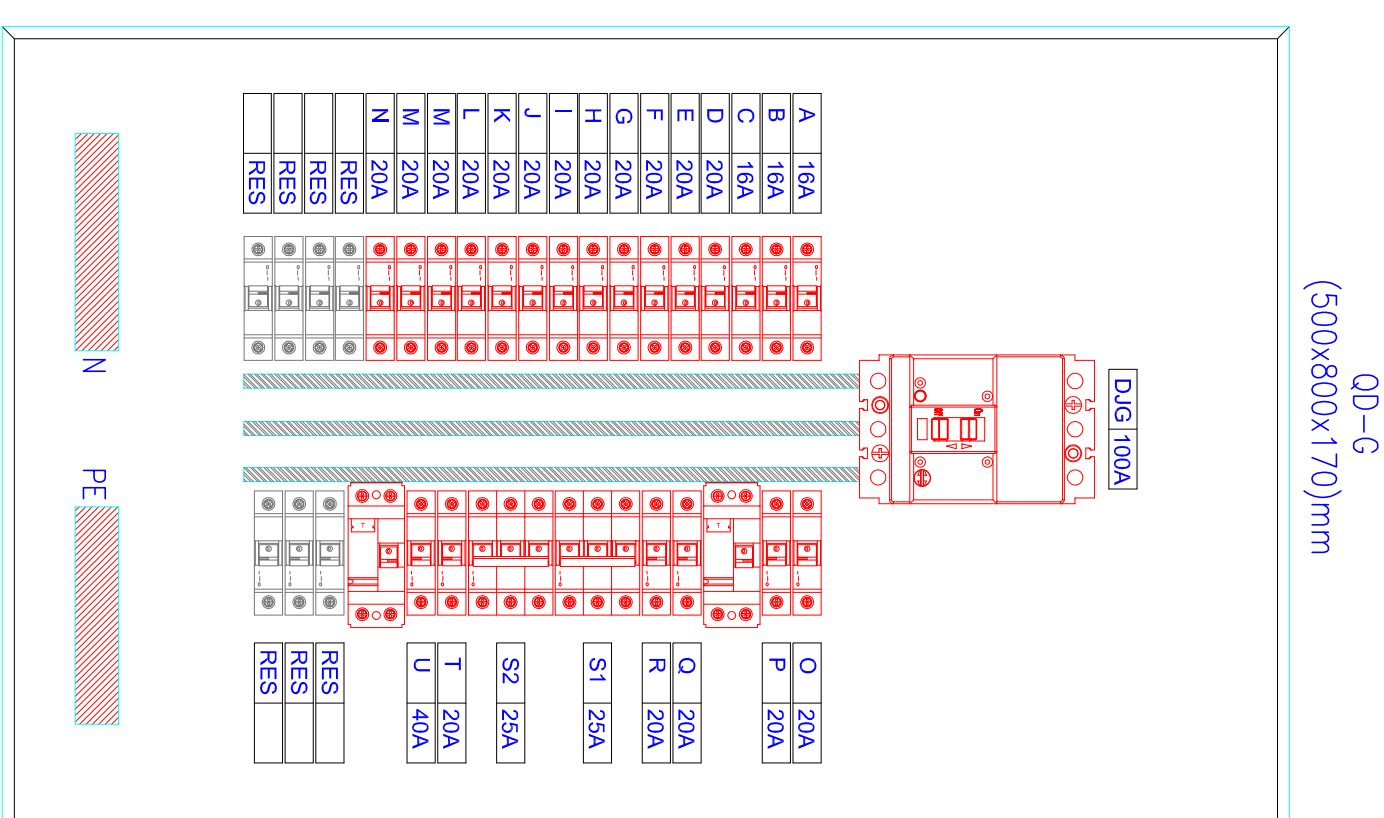 QD-G
(500x800x170)mm
DJG 100A
A 16A
B 16A
C 16A
D 20A
E 20A
F 20A
G 20A
H 20A
I 20A
J 20A
K 20A
L 20A
M 20A
M 20A
N 20A
RES
RES
RES
RES
O 20A
P 20A
T
Q 20A
R 20A
S1 25A
S2 25A
T 20A
U 40A
T
RES
RES
RES
N
PE